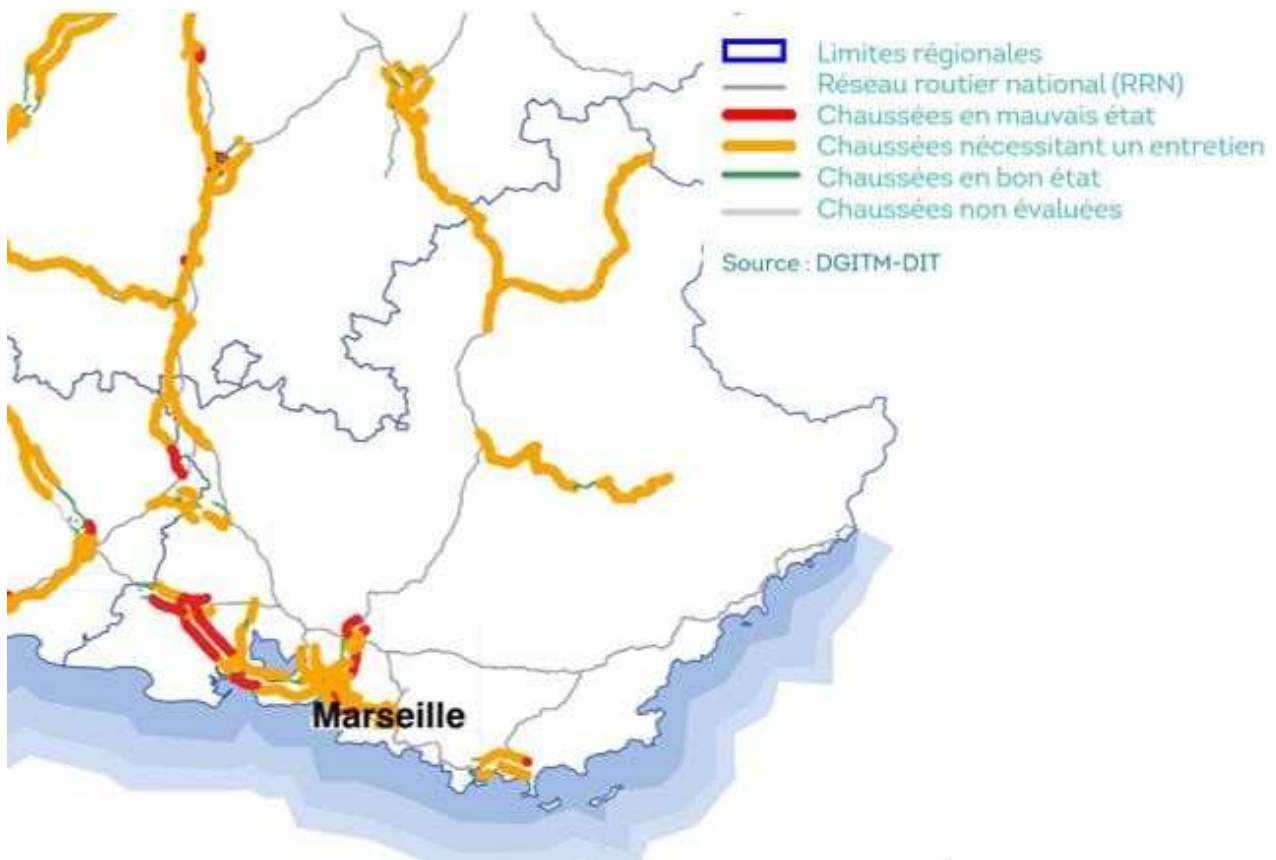 Limites régionales
Réseau routier national (RRN)
Chaussées en mauvais état
Chaussées nécessitant un entretien
Chaussées en bon état
Chaussées non évaluées
Source : DGITM-DIT
Marseille